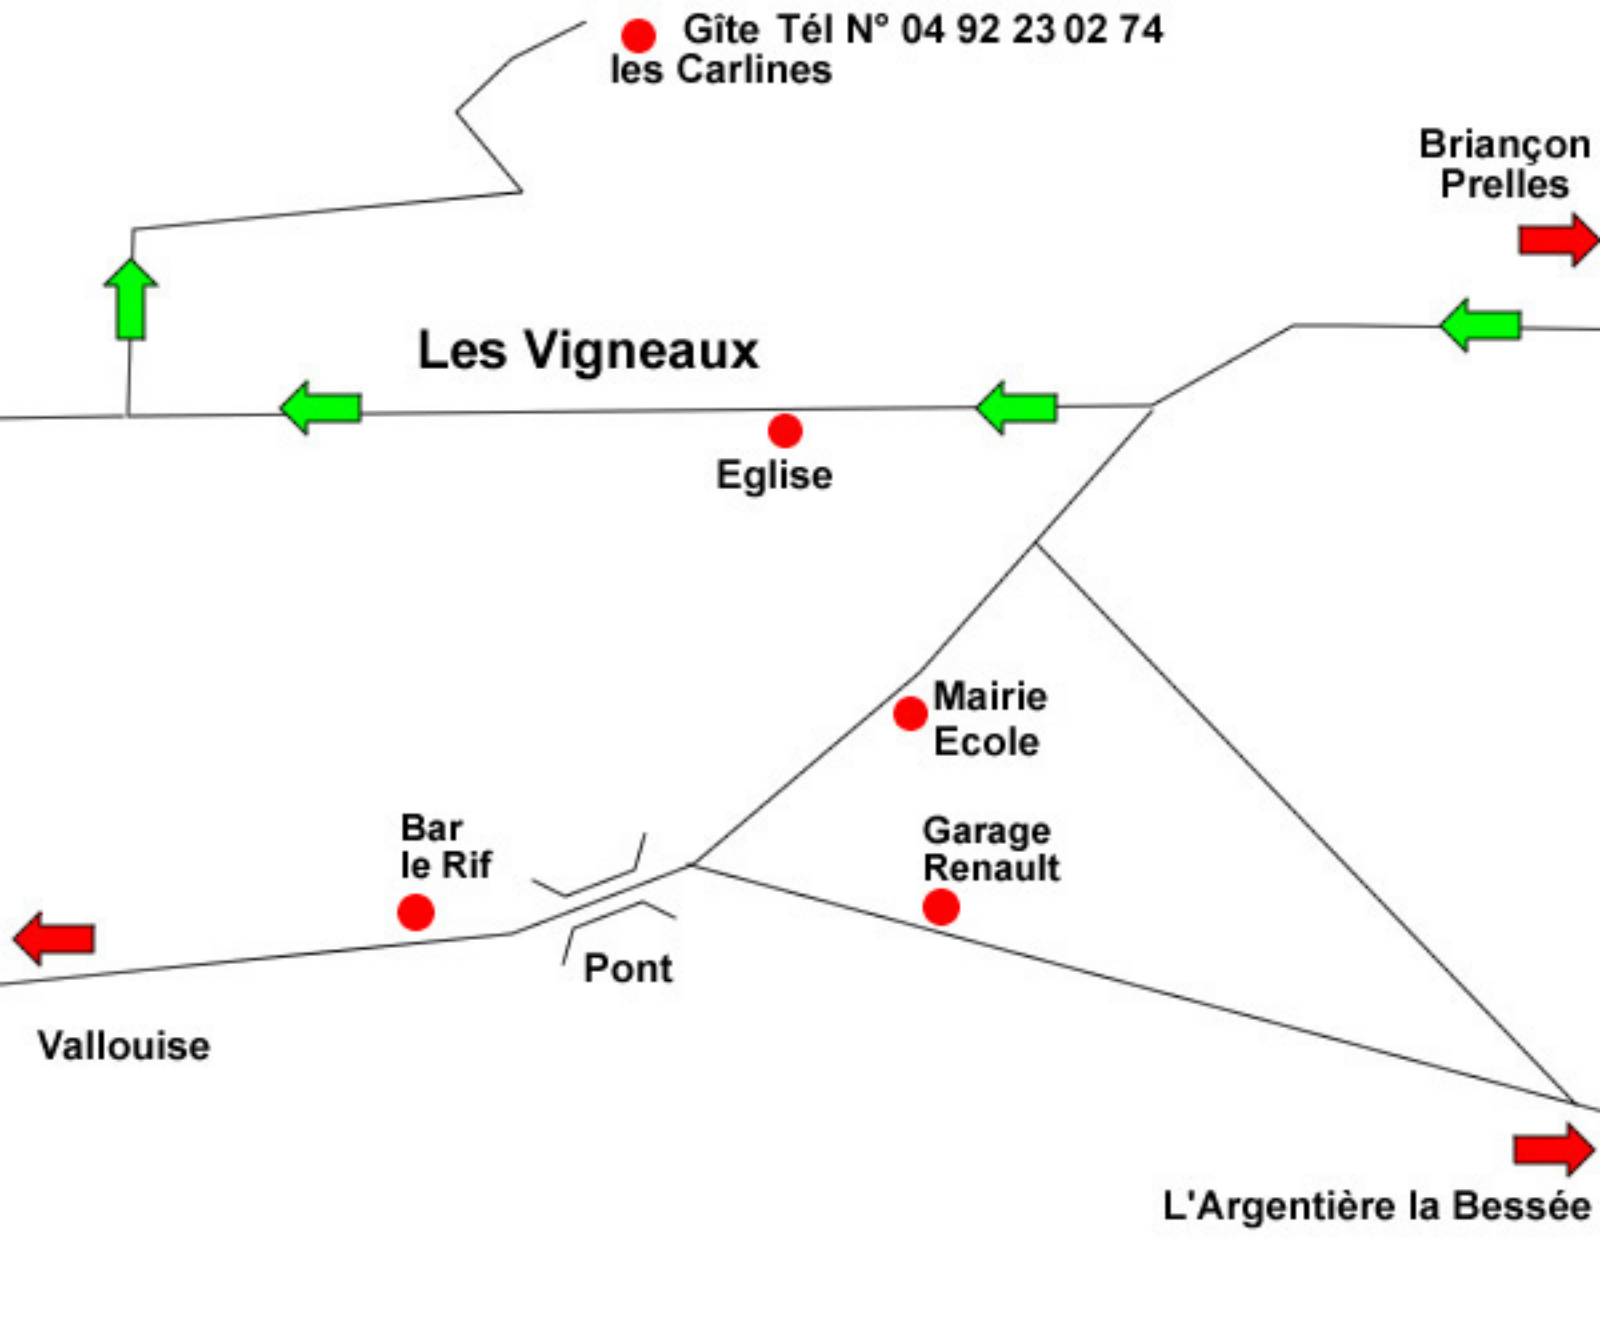 Gîte Tél N° 04 92 23 02 74
les Carlines
Briançon
Prelles
Les Vigneaux
Eglise
Mairie
Ecole
Bar
le Rif
Garage
Renault
Pont
Vallouise
L'Argentière la Bessée